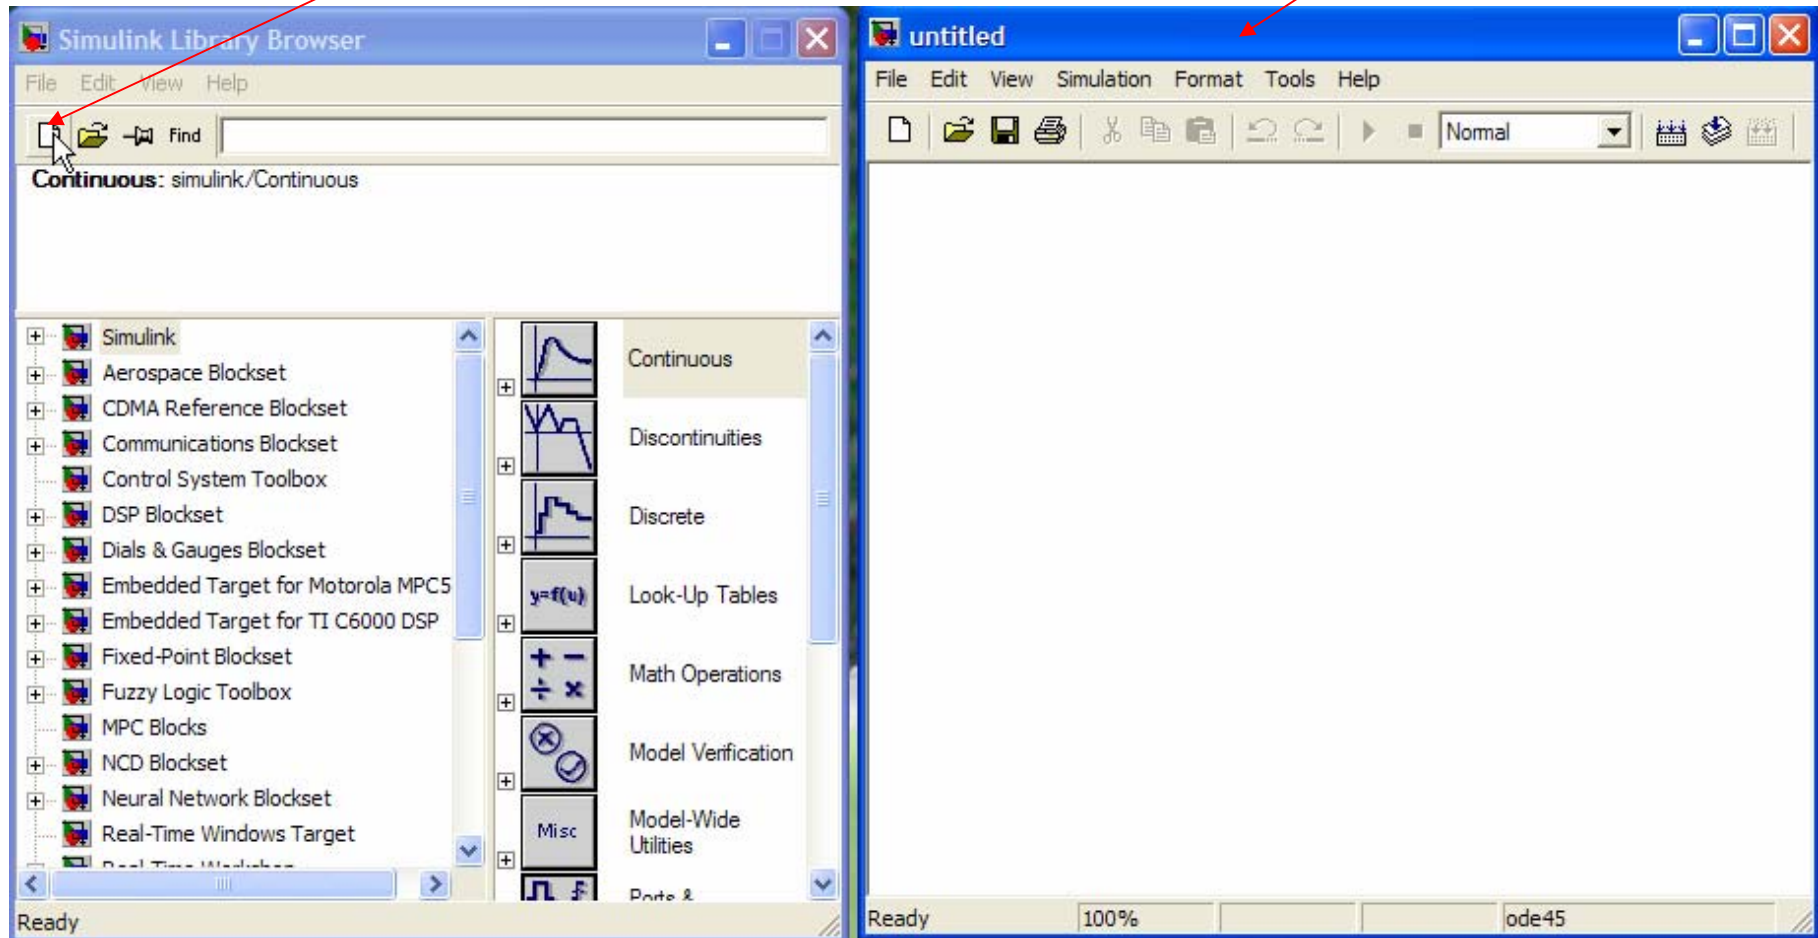 Simulink Library Browser
File Edit View Help
Find
Continuous: simulink/Continuous
Simulink
Aerospace Blockset
CDMA Reference Blockset
Communications Blockset
Control System Toolbox
DSP Blockset
Dials & Gauges Blockset
Embedded Target for Motorola MPC5
Embedded Target for TI C6000 DSP
Fixed-Point Blockset
Fuzzy Logic Toolbox
MPC Blocks
NCD Blockset
Neural Network Blockset
Real-Time Windows Target
Real-Time Workshop
Continuous
Discontinuities
Discrete
y=f(u)
Look-Up Tables
+ −
÷ ×
Math Operations
Model Verification
Misc
Model-Wide
Utilities
Ports &
Ready
untitled
File Edit View Simulation Format Tools Help
Normal
Ready 100% ode45